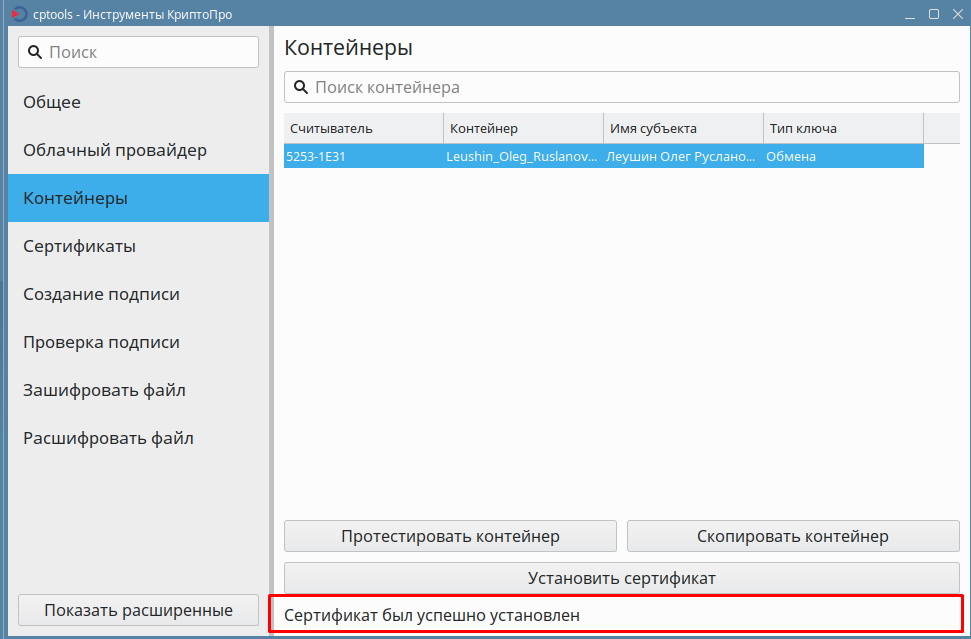 cptools - Инструменты КриптоПро
Поиск
Общее
Облачный провайдер
Контейнеры
Сертификаты
Создание подписи
Проверка подписи
Зашифровать файл
Расшифровать файл
Показать расширенные
Контейнеры
Поиск контейнера
Считыватель Контейнер Имя субъекта Тип ключа
5253-1E31 Leushin_Oleg_Ruslanov... Леушин Олег Руслано... Обмена
Протестировать контейнер Скопировать контейнер
Установить сертификат
Сертификат был успешно установлен